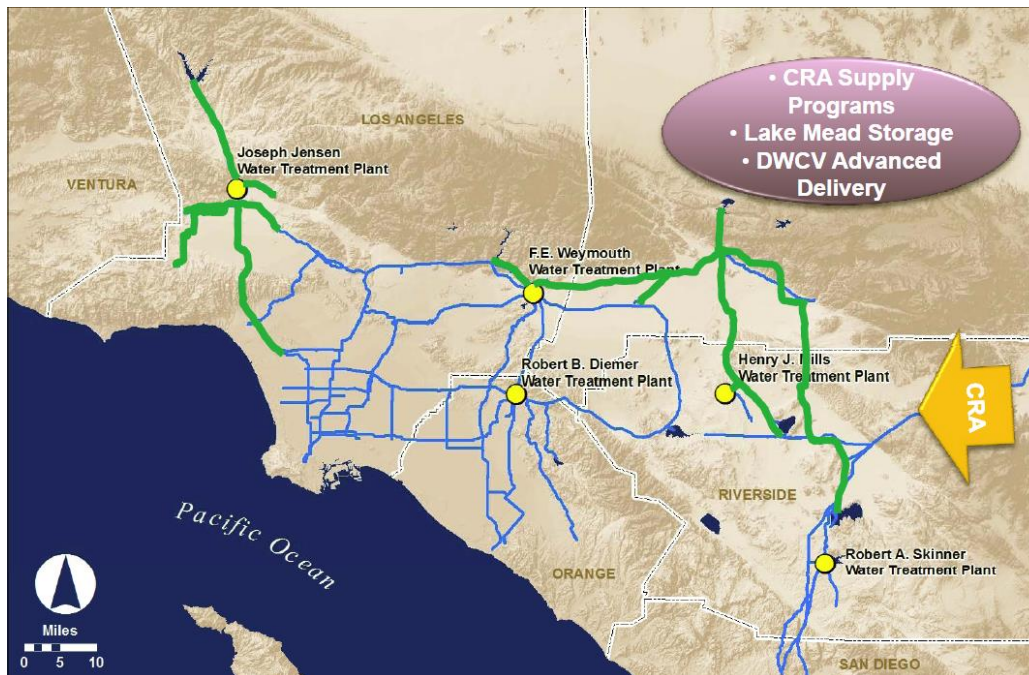 • CRA Supply
Programs
• Lake Mead Storage
• DWCV Advanced
Delivery
LOS ANGELES
Joseph Jensen
Water Treatment Plant
VENTURA
F.E. Weymouth
Water Treatment Plant
Robert B. Diemer
Water Treatment Plant
Henry J. Mills
Water Treatment Plant
CRA
RIVERSIDE
Pacific Ocean
Robert A. Skinner
Water Treatment Plant
ORANGE
Miles
0 5 10
SAN DIEGO